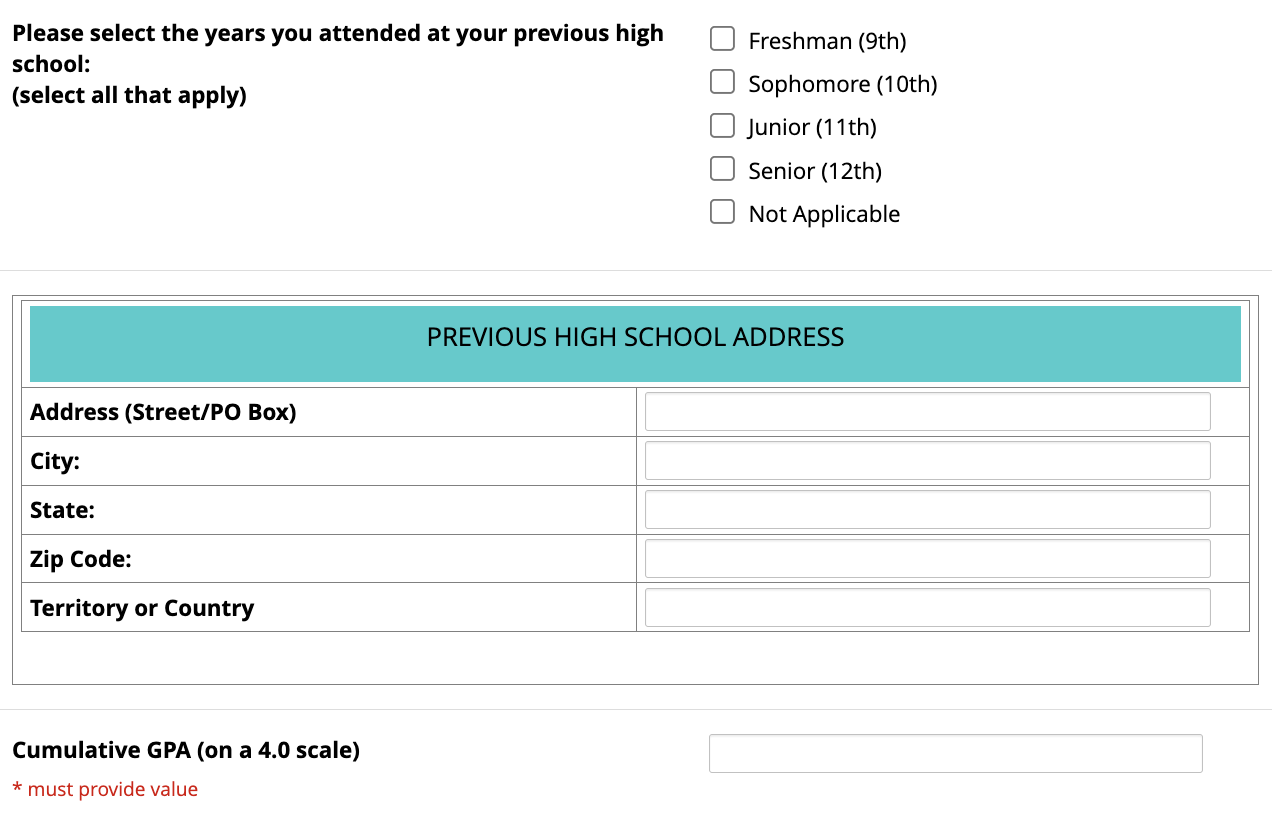 Please select the years you attended at your previous high
school:
(select all that apply)
Freshman (9th)
Sophomore (10th)
Junior (11th)
Senior (12th)
Not Applicable
PREVIOUS HIGH SCHOOL ADDRESS
Address (Street/PO Box)
City:
State:
Zip Code:
Territory or Country
Cumulative GPA (on a 4.0 scale)
* must provide value